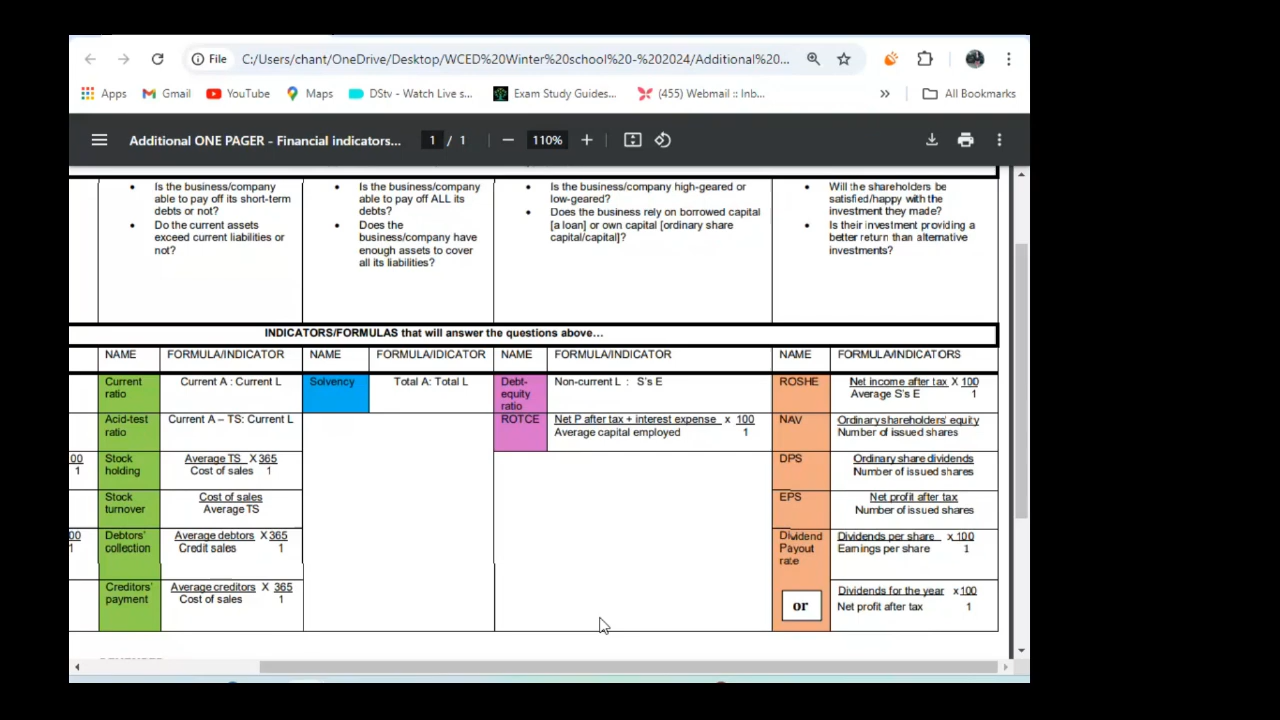 File C:/Users/chant/OneDrive/Desktop/WCED%20Winter%20school%20-%202024/Additional%20...
Apps Gmail YouTube Maps DStv - Watch Live s... Exam Study Guides... (455) Webmail :: Inb... » All Bookmarks
Additional ONE PAGER - Financial indicators... 1 / 1 110%
• Is the business/company
able to pay off its short-term
debts or not?
• Do the current assets
exceed current liabilities or
not?
• Is the business/company
able to pay off ALL its
debts?
• Does the
business/company have
enough assets to cover
all its liabilities?
• Is the business/company high-geared or
low-geared?
• Does the business rely on borrowed capital
[a loan] or own capital [ordinary share
capital/capital]?
• Will the shareholders be
satisfied/happy with the
investment they made?
• Is their investment providing a
better return than alternative
investments?
INDICATORS/FORMULAS that will answer the questions above…
NAME FORMULA/INDICATOR NAME FORMULA/IDICATOR NAME FORMULA/INDICATOR NAME FORMULA/INDICATORS
Current
ratio
Current A : Current L
Solvency
Total A: Total L
Debt-
equity
ratio
Non-current L : S's E
ROSHE
Net income after tax X 100
Average S's E 1
Acid-test
ratio
Current A – TS: Current L
ROTCE
Net P after tax + interest expense x 100
Average capital employed 1
NAV
Ordinary shareholders' equity
Number of issued shares
00
1
Stock
holding
Average TS X 365
Cost of sales 1
DPS
Ordinary share dividends
Number of issued shares
Stock
turnover
Cost of sales
Average TS
EPS
Net profit after tax
Number of issued shares
00
1
Debtors'
collection
Average debtors X 365
Credit sales 1
Dividend
Payout
rate
Dividends per share x 100
Earnings per share 1
Creditors'
payment
Average creditors X 365
Cost of sales 1
or
Dividends for the year x100
Net profit after tax 1